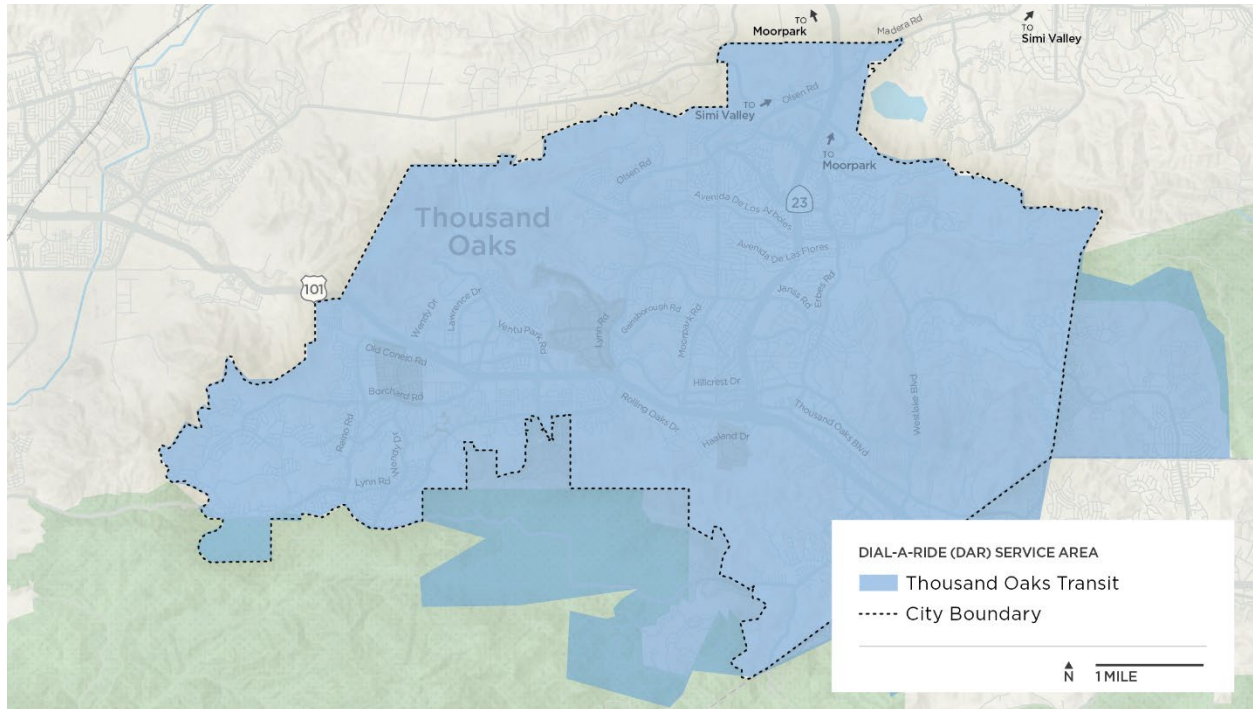 TO
Moorpark
Madera Rd
TO
Simi Valley
TO
Simi Valley
Olsen Rd
TO
Moorpark
Olsen Rd
23
Avenida De Los Arboles
Thousand
Oaks
Avenida De Las Flores
101
Wendy Dr
Lawrence Dr
Ventu Park Rd
Lynn Rd
Gainsborough Rd
Moorpark Rd
Janss Rd
Erbes Rd
Old Conejo Rd
Borchard Rd
Hillcrest Dr
Rolling Oaks Dr
Thousand Oaks Blvd
Westlake Blvd
Haaland Dr
Reino Rd
Wendy Dr
Lynn Rd
DIAL-A-RIDE (DAR) SERVICE AREA
Thousand Oaks Transit
City Boundary
N
1 MILE